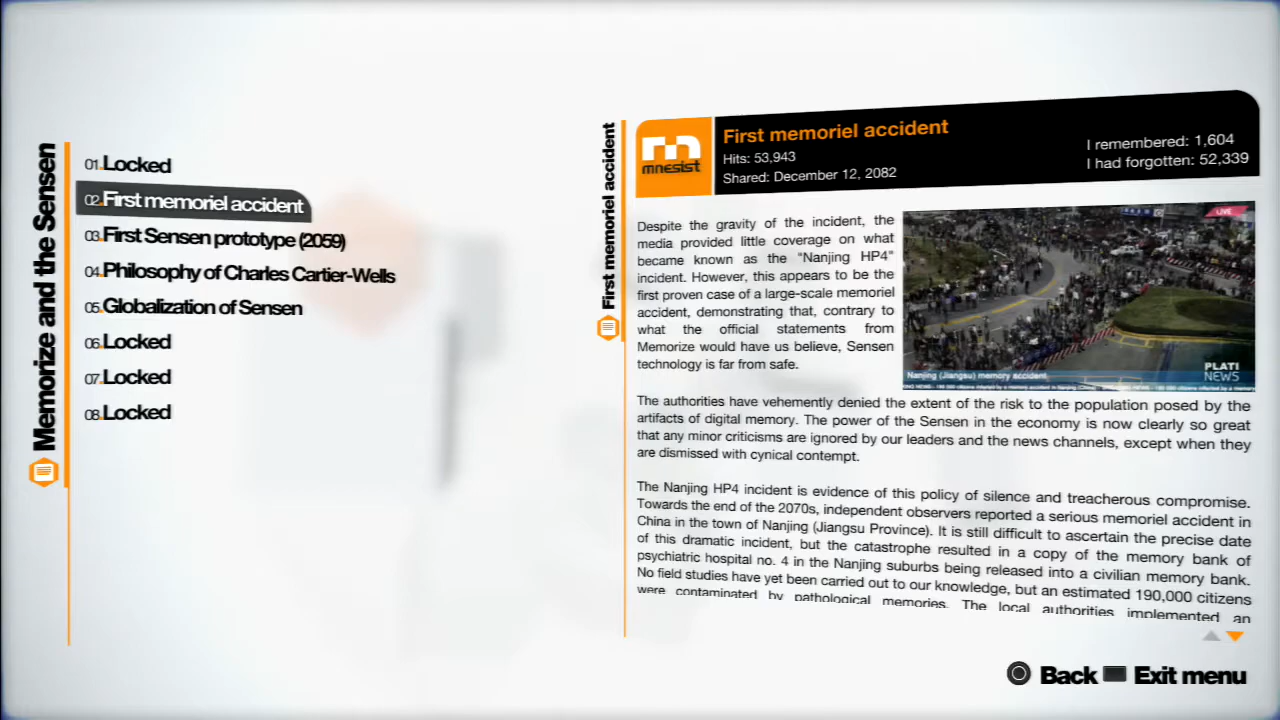 Memorize and the Sensen
01.Locked
02.First memoriel accident
03.First Sensen prototype (2059)
04.Philosophy of Charles Cartier-Wells
05.Globalization of Sensen
06.Locked
07.Locked
08.Locked
First memoriel accident
mnesist
First memoriel accident
Hits: 53,943
Shared: December 12, 2082
I remembered: 1,604
I had forgotten: 52,339
Despite the gravity of the incident, the
media provided little coverage on what
became known as the "Nanjing HP4"
incident. However, this appears to be the
first proven case of a large-scale memoriel
accident, demonstrating that, contrary to
what the official statements from
Memorize would have us believe, Sensen
technology is far from safe.
LIVE
PLATI
NEWS
Nanjing (Jiangsu) memory accident
The authorities have vehemently denied the extent of the risk to the population posed by the
artifacts of digital memory. The power of the Sensen in the economy is now clearly so great
that any minor criticisms are ignored by our leaders and the news channels, except when they
are dismissed with cynical contempt.
The Nanjing HP4 incident is evidence of this policy of silence and treacherous compromise.
Towards the end of the 2070s, independent observers reported a serious memoriel accident in
China in the town of Nanjing (Jiangsu Province). It is still difficult to ascertain the precise date
of this dramatic incident, but the catastrophe resulted in a copy of the memory bank of
psychiatric hospital no. 4 in the Nanjing suburbs being released into a civilian memory bank.
No field studies have yet been carried out to our knowledge, but an estimated 190,000 citizens
were contaminated by pathological memories. The local authorities implemented an
Back
Exit menu